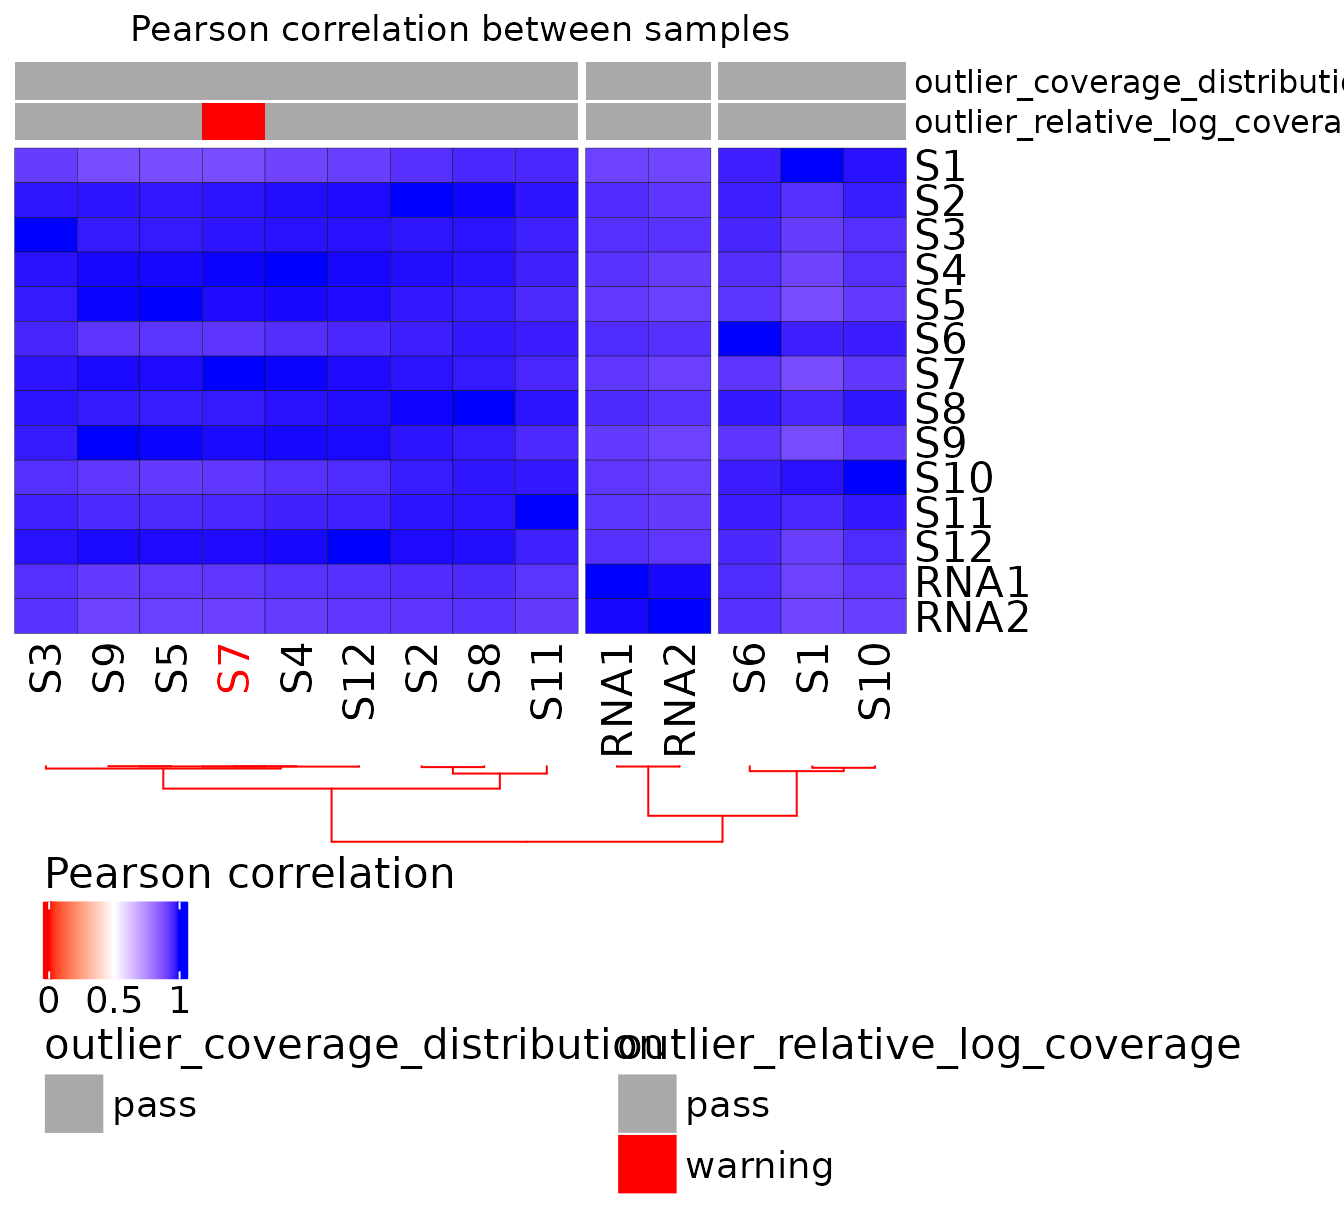 Pearson correlation between samples
outlier_coverage_distributi
outlier_relative_log_covera
S1
S2
S3
S4
S5
S6
S7
S8
S9
S10
S11
S12
RNA1
RNA2
S3 S9 S5 S7 S4 S12 S2 S8 S11 RNA1 RNA2 S6 S1 S10
Pearson correlation
0 0.5 1
outlier_coverage_distribution outlier_relative_log_coverage
pass pass
warning